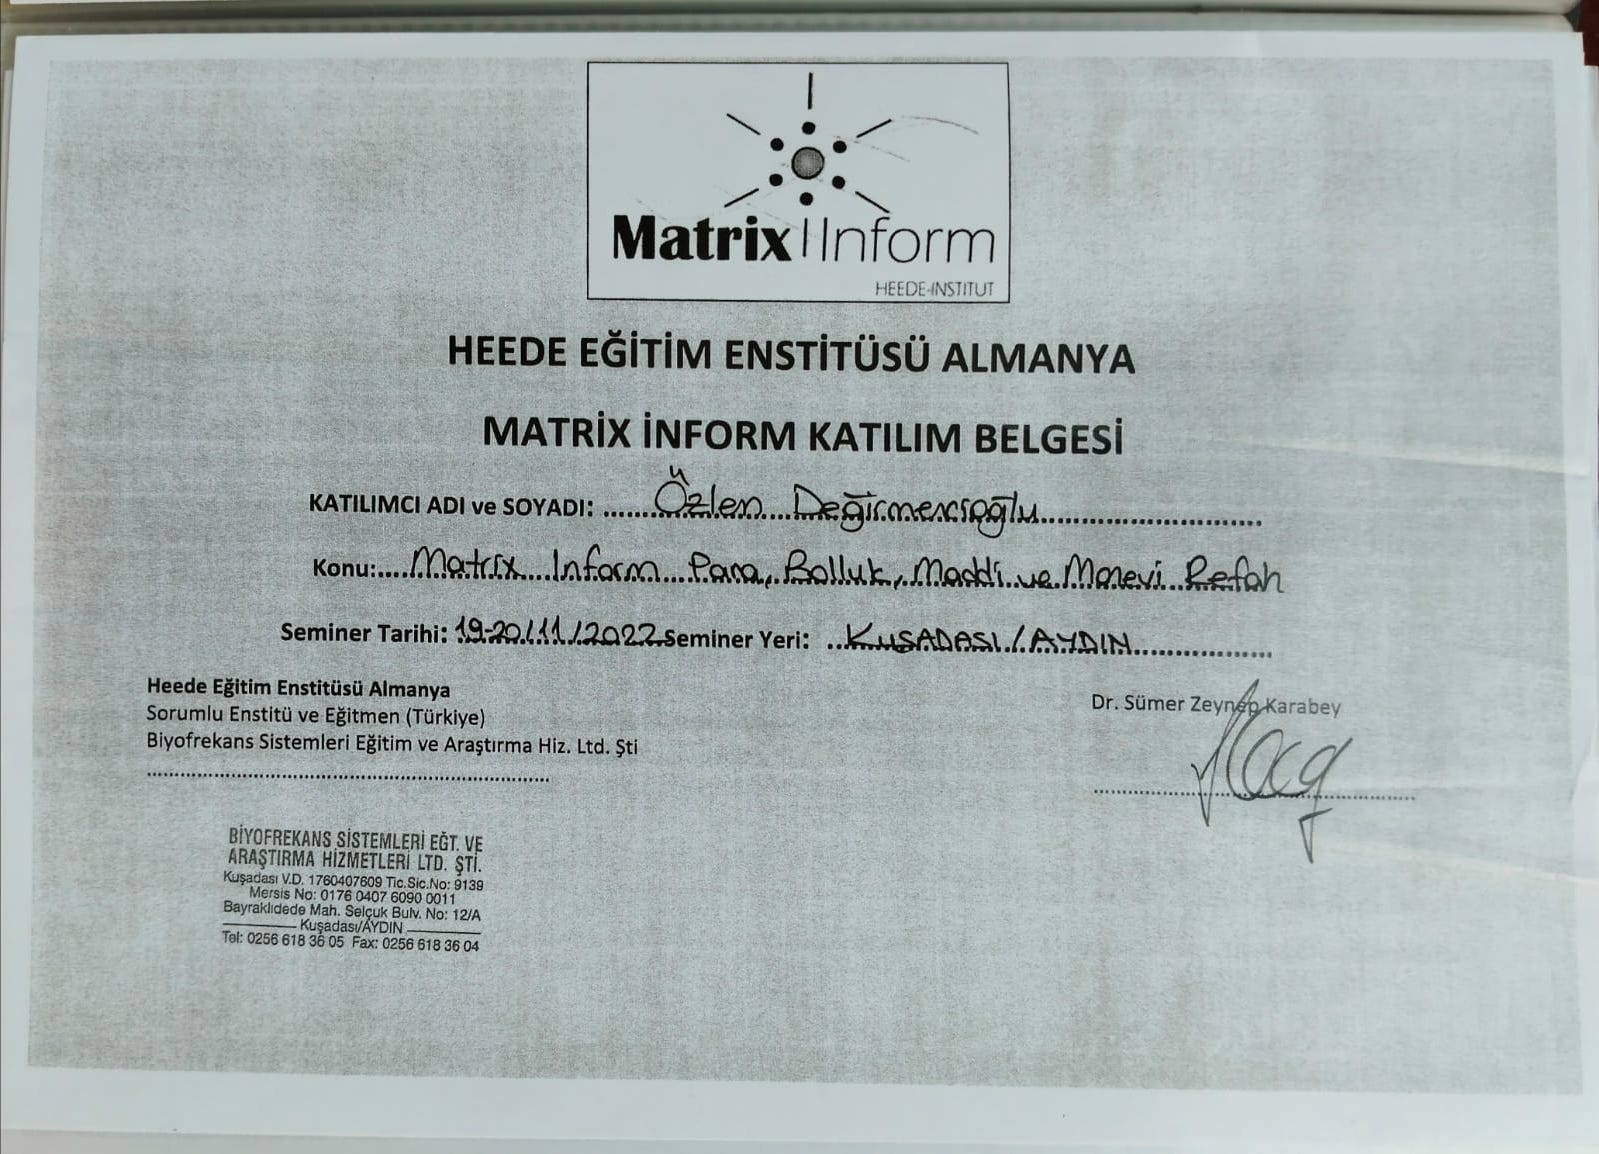 Matrix Inform
HEEDE-INSTITUT
HEEDE EĞİTİM ENSTİTÜSÜ ALMANYA
MATRİX İNFORM KATILIM BELGESİ
KATILIMCI ADI ve SOYADI: Özlen Değirmencioğlu
Konu: Matrix Inform Para, Bolluk, Maddi ve Manevi Refah
Seminer Tarihi: 19-20/11/2022 Seminer Yeri: KUŞADASI/AYDIN
Heede Eğitim Enstitüsü Almanya
Sorumlu Enstitü ve Eğitmen (Türkiye)
Biyofrekans Sistemleri Eğitim ve Araştırma Hiz. Ltd. Şti
Dr. Sümer Zeynep Karabey
BİYOFREKANS SİSTEMLERİ EĞT. VE
ARAŞTIRMA HİZMETLERİ LTD. ŞTİ.
Kuşadası V.D. 1760407609 Tic.Sic.No: 9139
Mersis No: 0176 0407 6090 0011
Bayraklıdede Mah. Selçuk Bulv. No: 12/A
Kuşadası/AYDIN
Tel: 0256 618 36 05 Fax: 0256 618 36 04